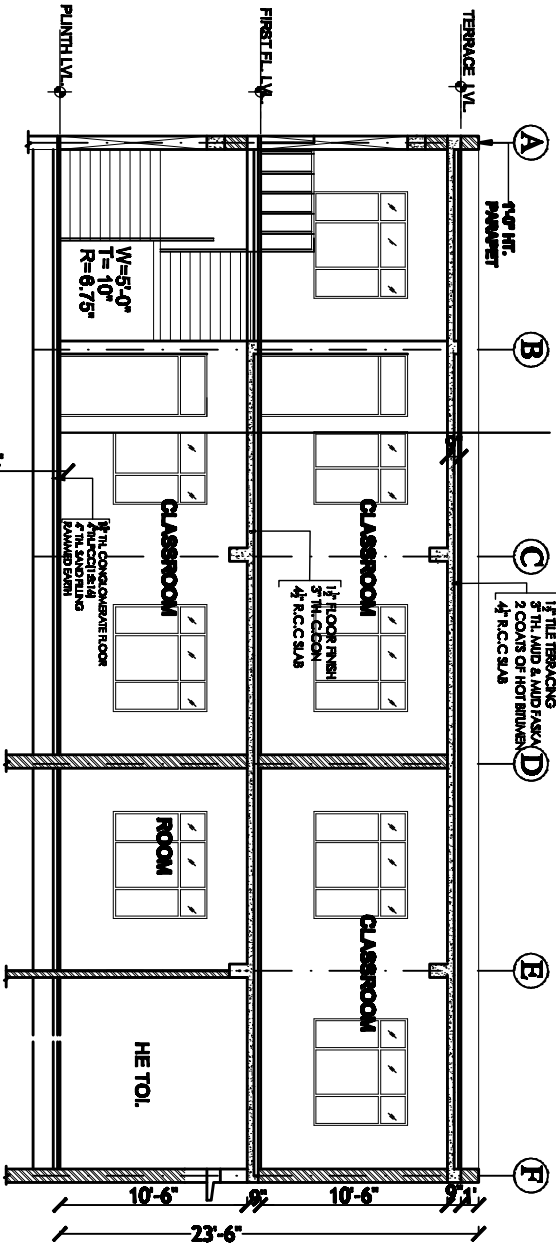 A
B
C
D
E
F
TERRACE LVL.
FIRST FL. LVL.
PLINTH LVL.
1'-0" HT.
PARAPET
1½" TILE TERRACING
3" TH. MUD & MUD FASKA
2 COATS OF HOT BITUMEN
4½" R.C.C SLAB
CLASSROOM
CLASSROOM
1½" FLOOR FINISH
3" TH. C.CON
4½" R.C.C SLAB
W=5'-0"
T= 10"
R=6.75"
CLASSROOM
ROOM
HE TOI.
1½" TH. CONGLOMERATE FLOOR
4" TH.
4" TH. SAND FILLING
RAMMED EARTH
10'-6"
9"
10'-6"
9"
1'
23'-6"